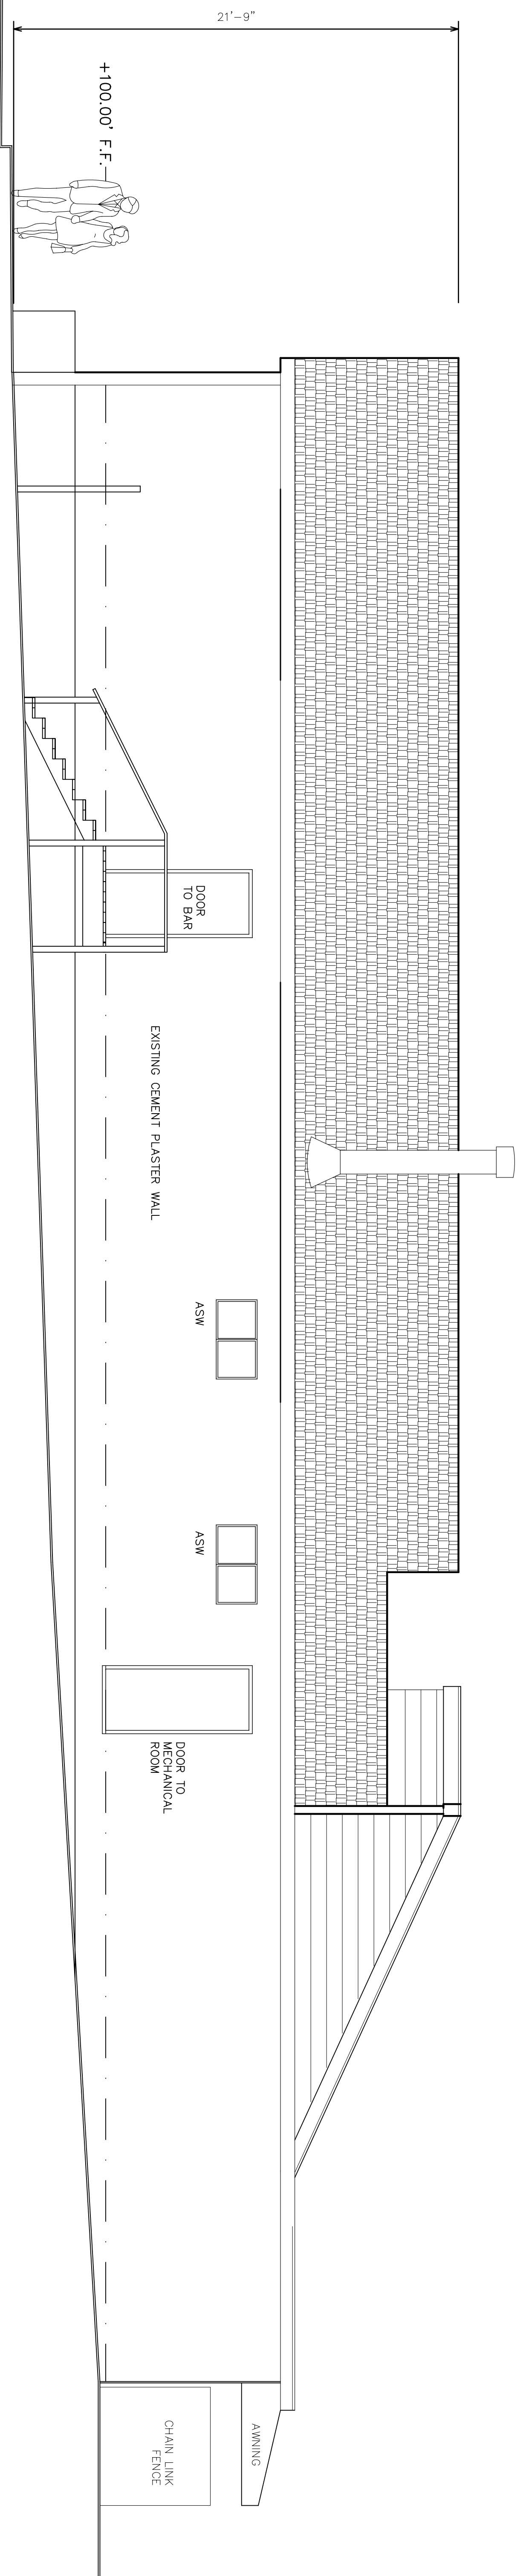 21'-9"
+100.00' F.F.
DOOR
TO BAR
EXISTING CEMENT PLASTER WALL
ASW
ASW
DOOR TO
MECHANICAL
ROOM
AWNING
CHAIN LINK
FENCE